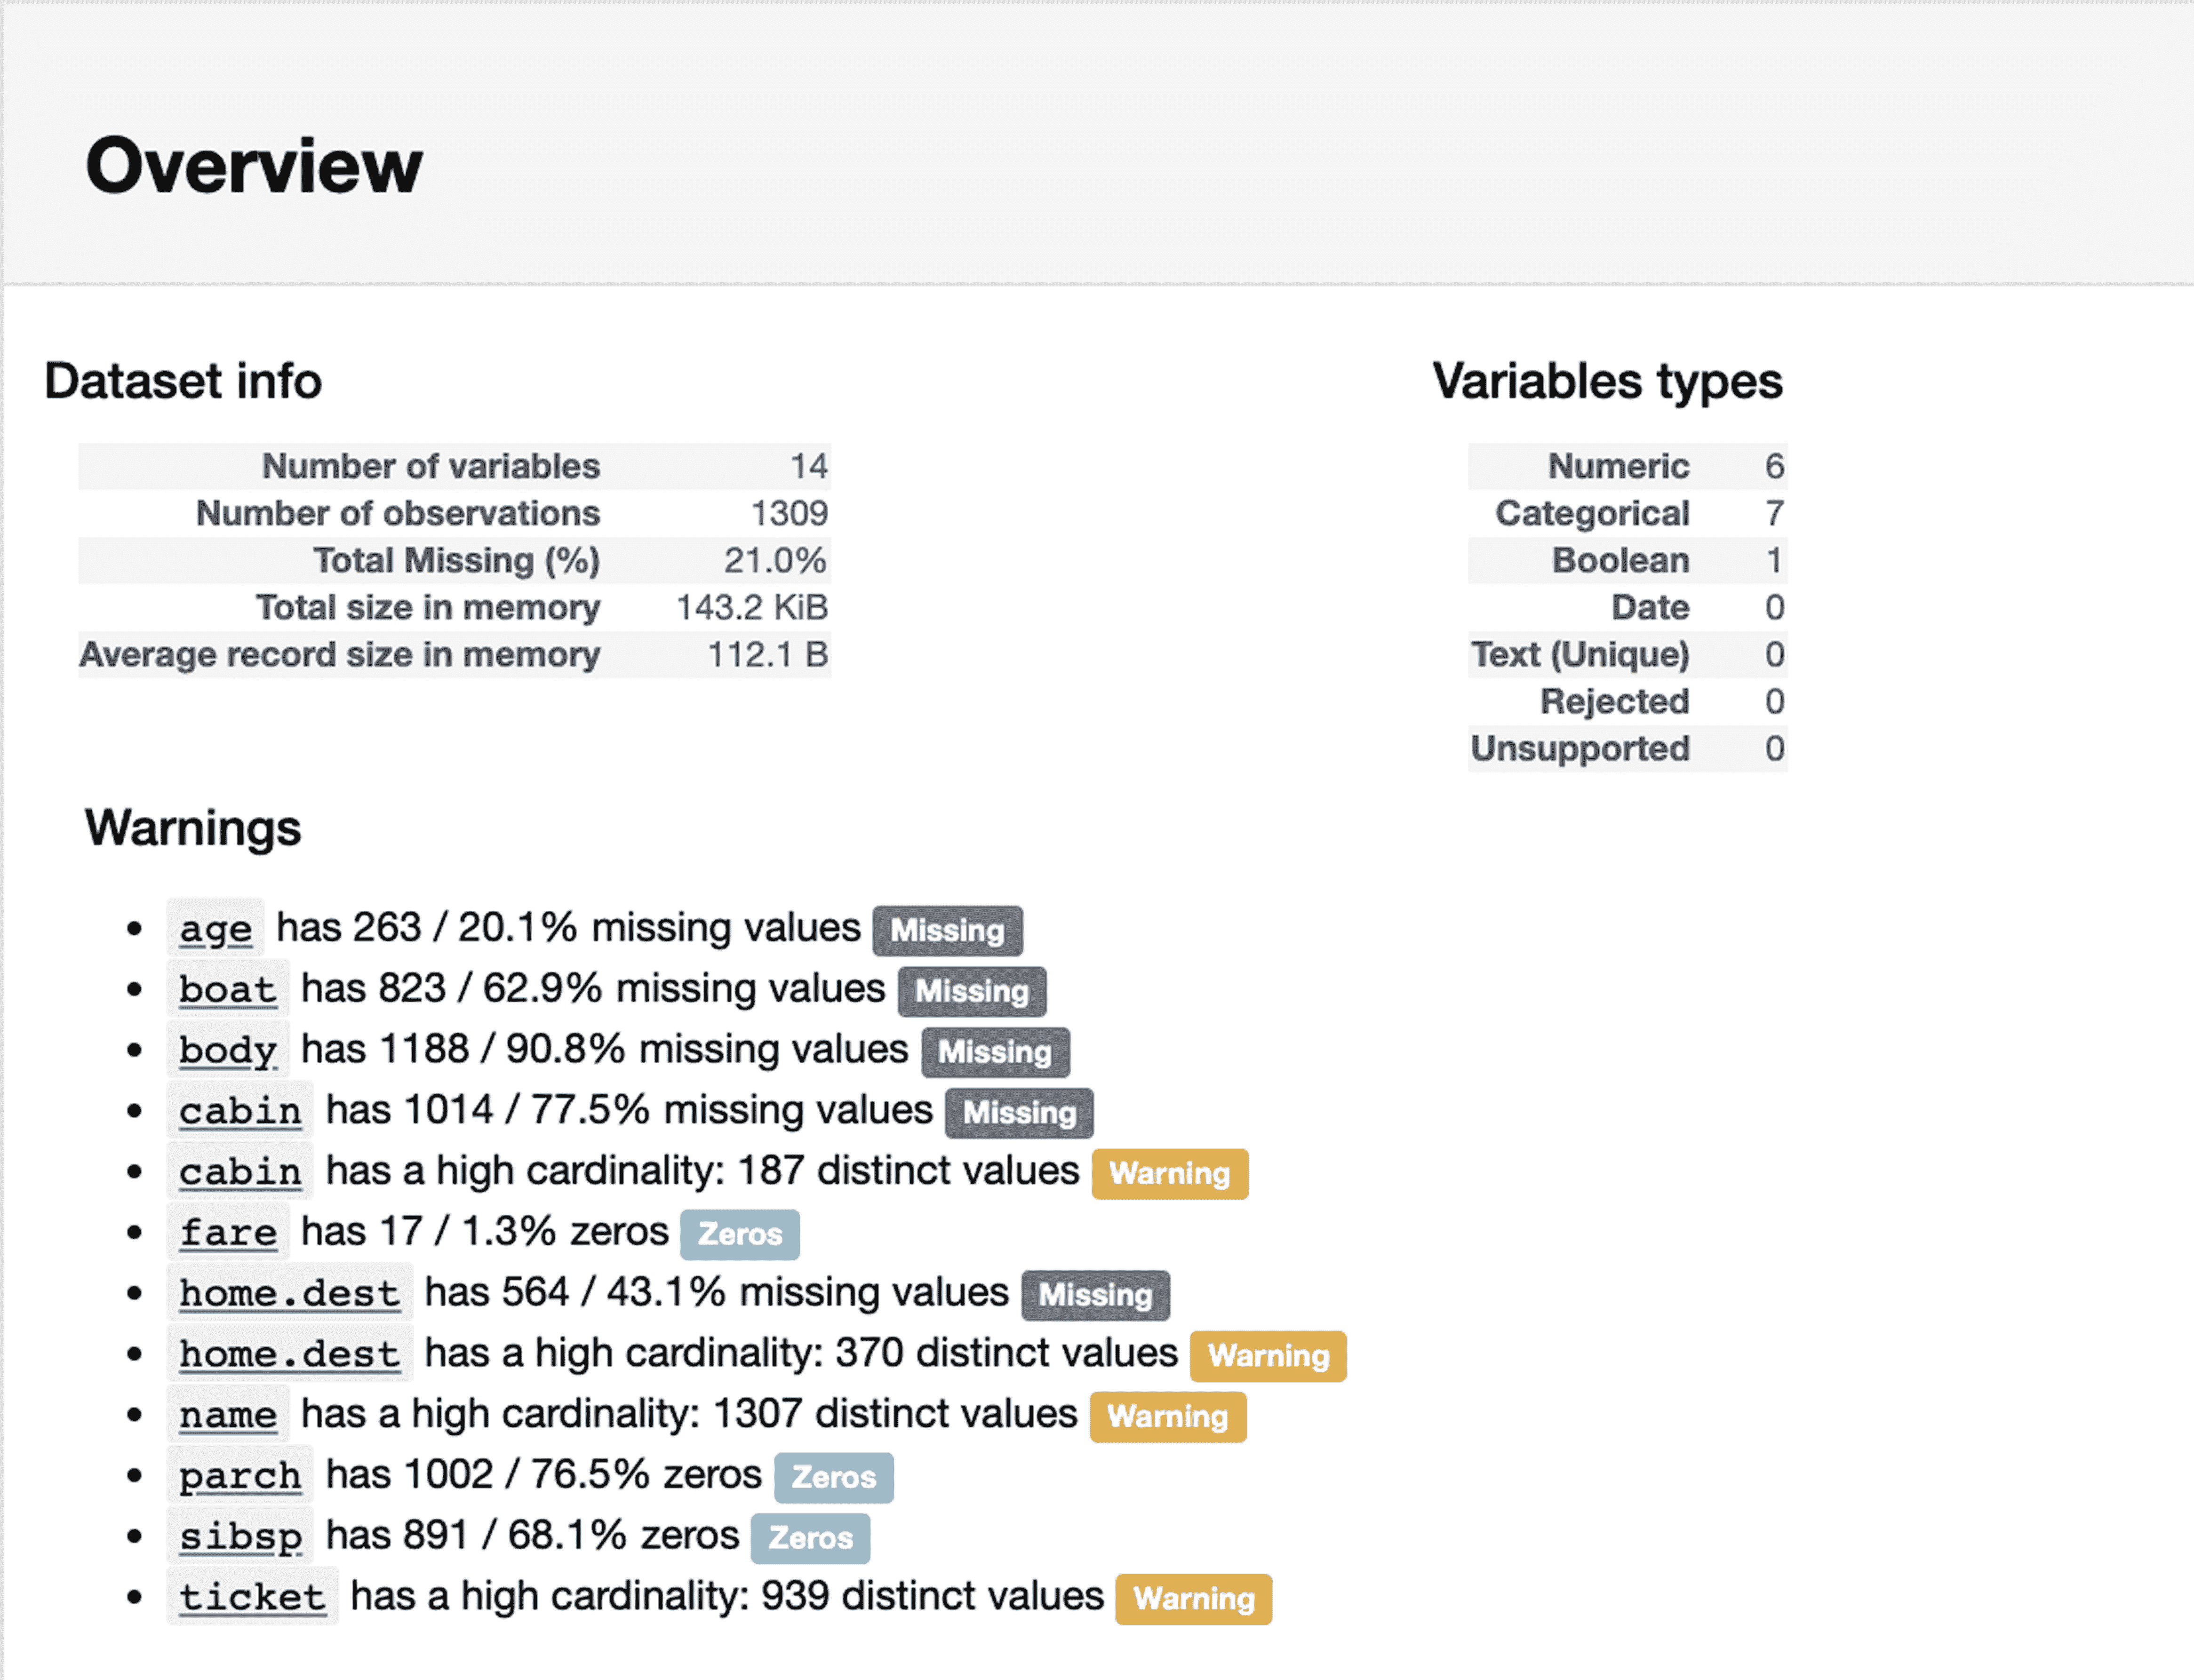 Overview
Dataset info
Number of variables 14
Number of observations 1309
Total Missing (%) 21.0%
Total size in memory 143.2 KiB
Average record size in memory 112.1 B
Variables types
Numeric 6
Categorical 7
Boolean 1
Date 0
Text (Unique) 0
Rejected 0
Unsupported 0
Warnings
age has 263 / 20.1% missing values Missing
boat has 823 / 62.9% missing values Missing
body has 1188 / 90.8% missing values Missing
cabin has 1014 / 77.5% missing values Missing
cabin has a high cardinality: 187 distinct values Warning
fare has 17 / 1.3% zeros Zeros
home.dest has 564 / 43.1% missing values Missing
home.dest has a high cardinality: 370 distinct values Warning
name has a high cardinality: 1307 distinct values Warning
parch has 1002 / 76.5% zeros Zeros
sibsp has 891 / 68.1% zeros Zeros
ticket has a high cardinality: 939 distinct values Warning